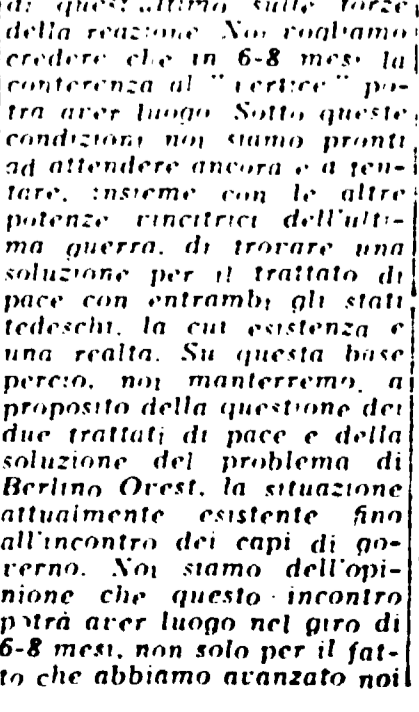 di quest'ultimo sulle forze
della reazione Noi vogliamo
credere che in 6-8 mesi la
conferenza al "vertice" po-
trà aver luogo Sotto queste
condizioni noi siamo pronti
ad attendere ancora e a ten-
tare, insieme con le altre
potenze vincitrici dell'ulti-
ma guerra, di trovare una
soluzione per il trattato di
pace con entrambi gli stati
tedeschi, la cui esistenza è
una realtà. Su questa base
perciò, noi manterremo, a
proposito della questione dei
due trattati di pace e della
soluzione del problema di
Berlino Ovest, la situazione
attualmente esistente fino
all'incontro dei capi di go-
verno. Noi siamo dell'opi-
nione che questo incontro
potrà aver luogo nel giro di
6-8 mesi, non solo per il fat-
to che abbiamo avanzato noi